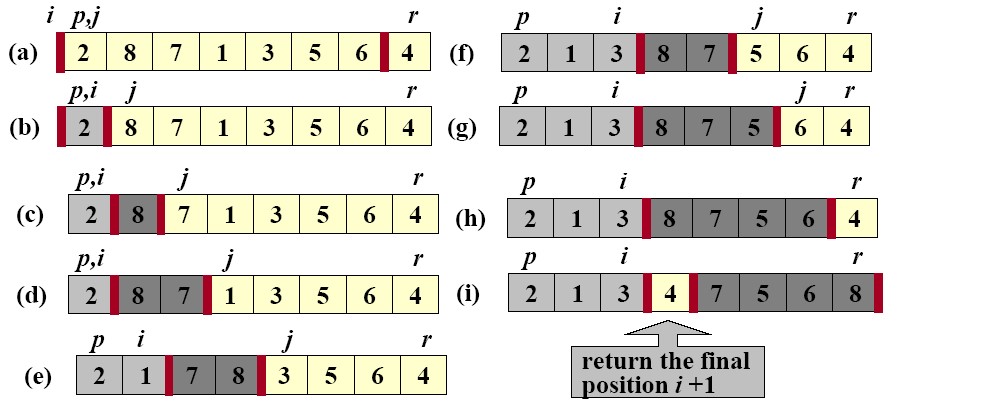 i p,j r
(a) 2 8 7 1 3 5 6 4
p,i j r
(b) 2 8 7 1 3 5 6 4
p,i j r
(c) 2 8 7 1 3 5 6 4
p,i j r
(d) 2 8 7 1 3 5 6 4
p i j r
(e) 2 1 7 8 3 5 6 4
p i j r
(f) 2 1 3 8 7 5 6 4
p i j r
(g) 2 1 3 8 7 5 6 4
p i r
(h) 2 1 3 8 7 5 6 4
p i r
(i) 2 1 3 4 7 5 6 8
return the final
position i +1